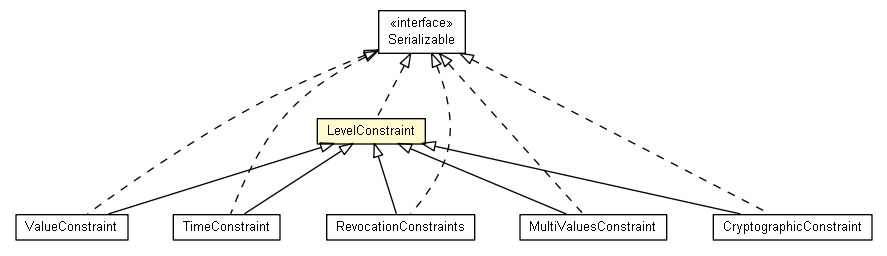 «interface»
Serializable
LevelConstraint
ValueConstraint
TimeConstraint
RevocationConstraints
MultiValuesConstraint
CryptographicConstraint